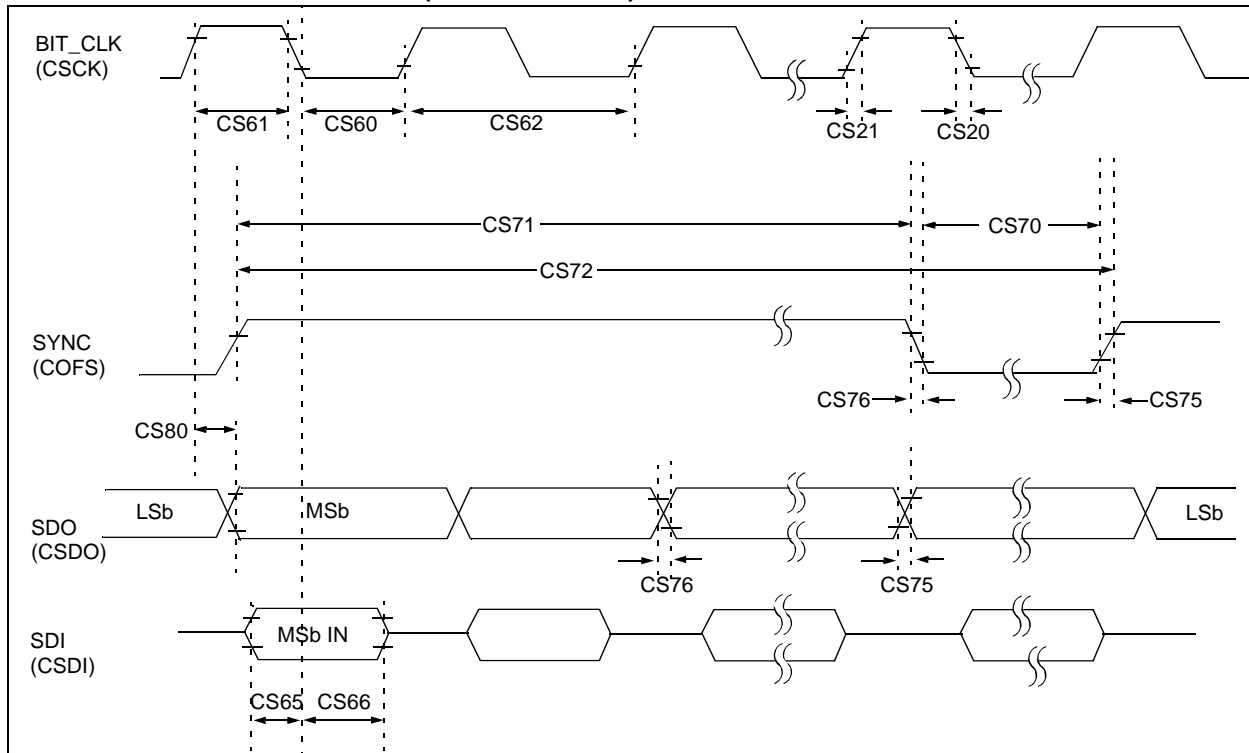 BIT_CLK
(CSCK)
CS61
CS60
CS62
CS21
CS20
CS71
CS70
CS72
SYNC
(COFS)
CS76
CS75
CS80
LSb
MSb
LSb
SDO
(CSDO)
CS76
CS75
SDI
(CSDI)
MSb IN
CS65
CS66